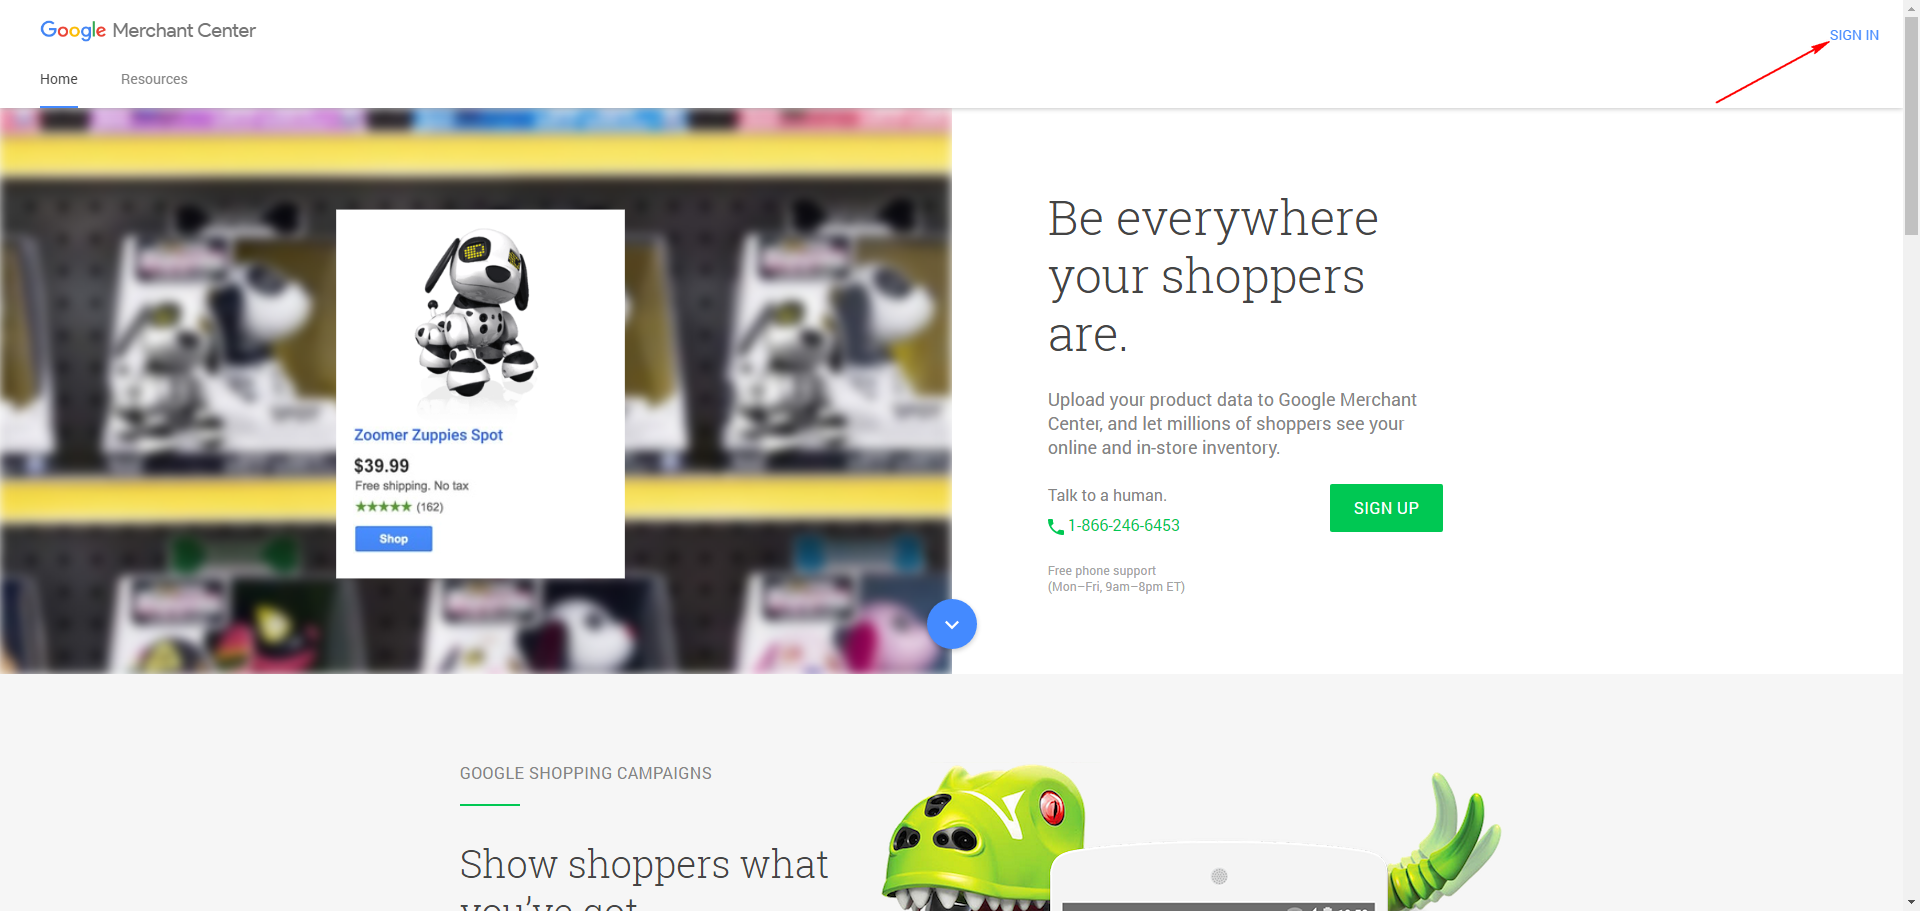 Google Merchant Center
SIGN IN
Home
Resources
Be everywhere
your shoppers
are.
Upload your product data to Google Merchant
Center, and let millions of shoppers see your
online and in-store inventory.
Talk to a human.
1-866-246-6453
SIGN UP
Free phone support
(Mon–Fri, 9am–8pm ET)
Zoomer Zuppies Spot
$39.99
Free shipping. No tax
★★★★★ (162)
Shop
GOOGLE SHOPPING CAMPAIGNS
Show shoppers what
you've got